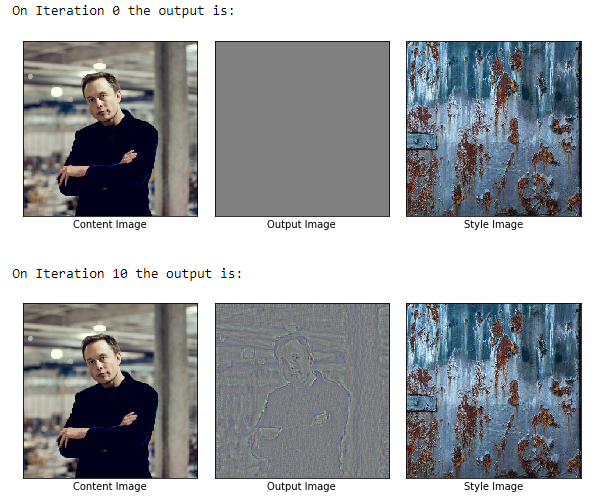 On Iteration 0 the output is:
Content Image
Output Image
Style Image
On Iteration 10 the output is:
Content Image
Output Image
Style Image